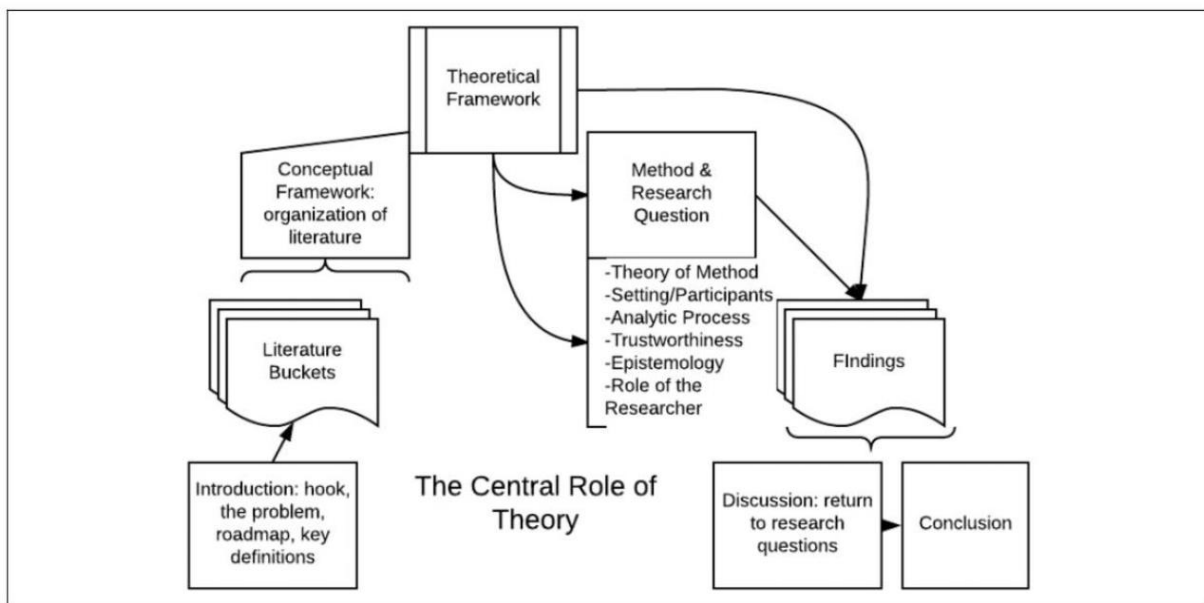 Theoretical
Framework
Conceptual
Framework:
organization of
literature
Method &
Research
Question
-Theory of Method
-Setting/Participants
-Analytic Process
-Trustworthiness
-Epistemology
-Role of the
Researcher
Literature
Buckets
FIndings
Introduction: hook,
the problem,
roadmap, key
definitions
The Central Role of
Theory
Discussion: return
to research
questions
Conclusion